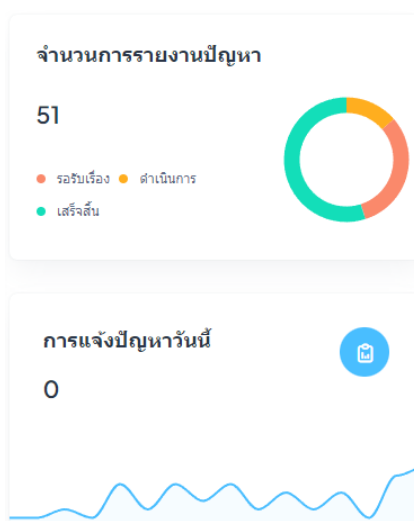 จำนวนการรายงานปัญหา
51
รอรับเรื่อง ดำเนินการ
เสร็จสิ้น
การแจ้งปัญหาวันนี้
0